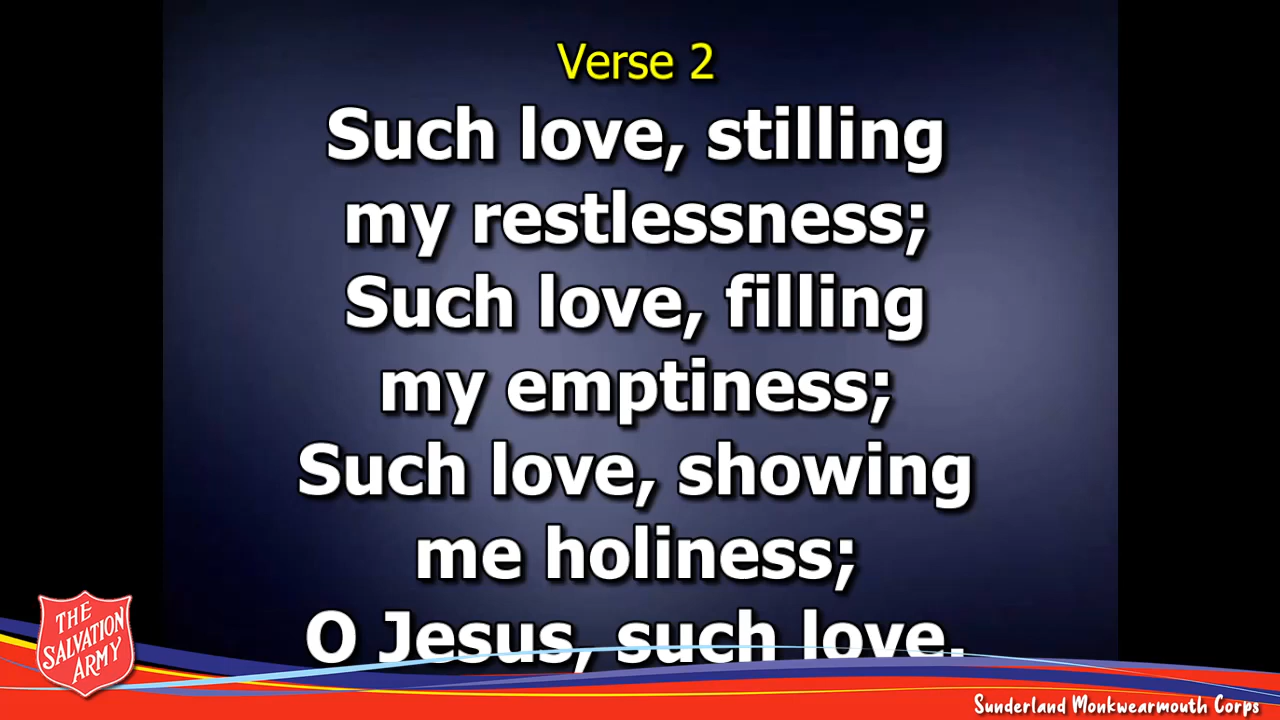 Verse 2
Such love, stilling
my restlessness;
Such love, filling
my emptiness;
Such love, showing
me holiness;
O Jesus, such love.
THE
SALVATION
ARMY
Sunderland Monkwearmouth Corps